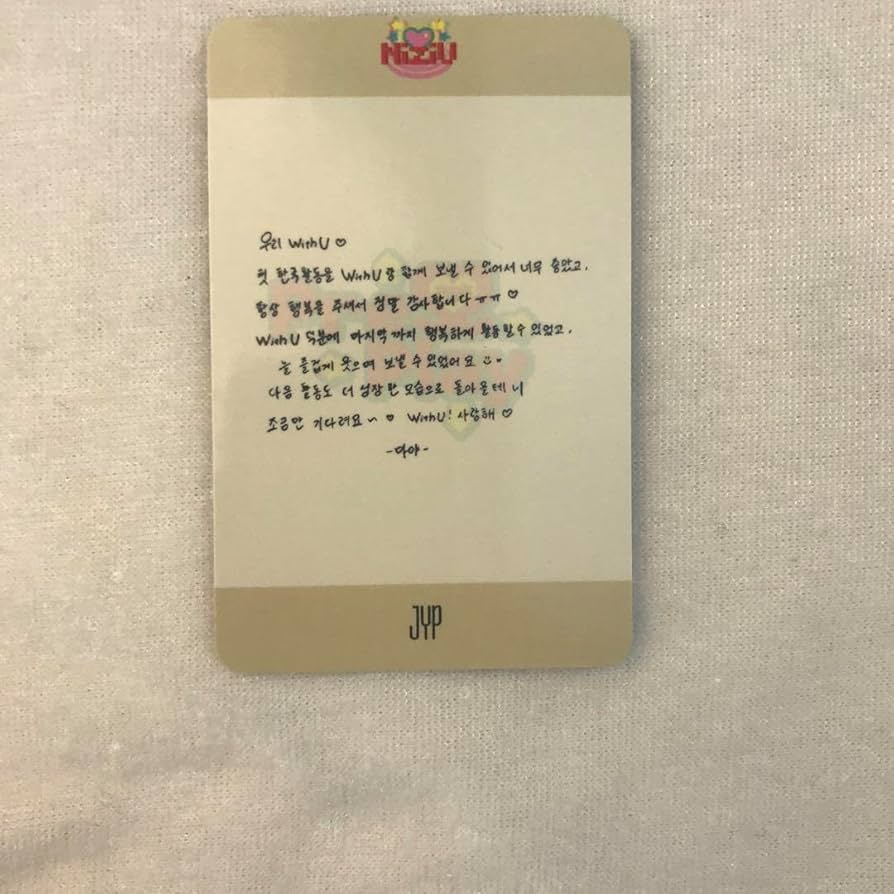 NiziU
우리 WithU ♡
첫 한국활동을 WithU랑 함께 보낼 수 있어서 너무 좋았고,
항상 행복을 주셔서 정말 감사합니다 ㅠㅠ ♡
WithU 덕분에 마지막까지 행복하게 활동할 수 있었고,
늘 즐겁게 웃으며 보낼 수 있었어요
다음 활동도 더 성장한 모습으로 돌아올테니
조금만 기다려요~ ♡ WithU! 사랑해 ♡
-마야-
JYP